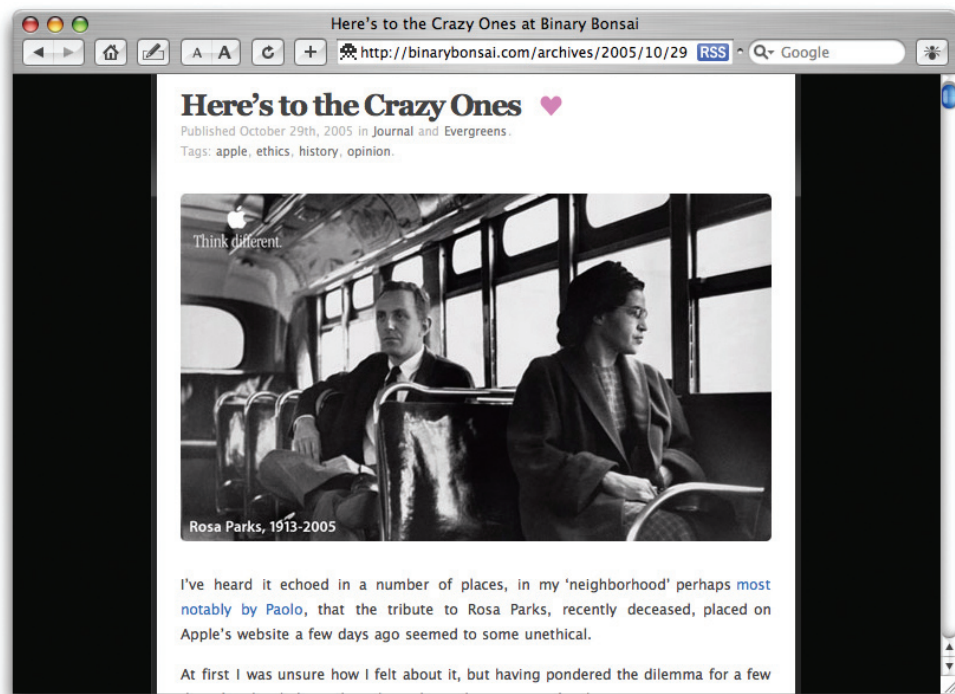 Here's to the Crazy Ones at Binary Bonsai
A A
http://binarybonsai.com/archives/2005/10/29 RSS
Google
Here's to the Crazy Ones
Published October 29th, 2005 in Journal and Evergreens.
Tags: apple, ethics, history, opinion.
Think different.
Rosa Parks, 1913-2005
I've heard it echoed in a number of places, in my 'neighborhood' perhaps most
notably by Paolo, that the tribute to Rosa Parks, recently deceased, placed on
Apple's website a few days ago seemed to some unethical.
At first I was unsure how I felt about it, but having pondered the dilemma for a few